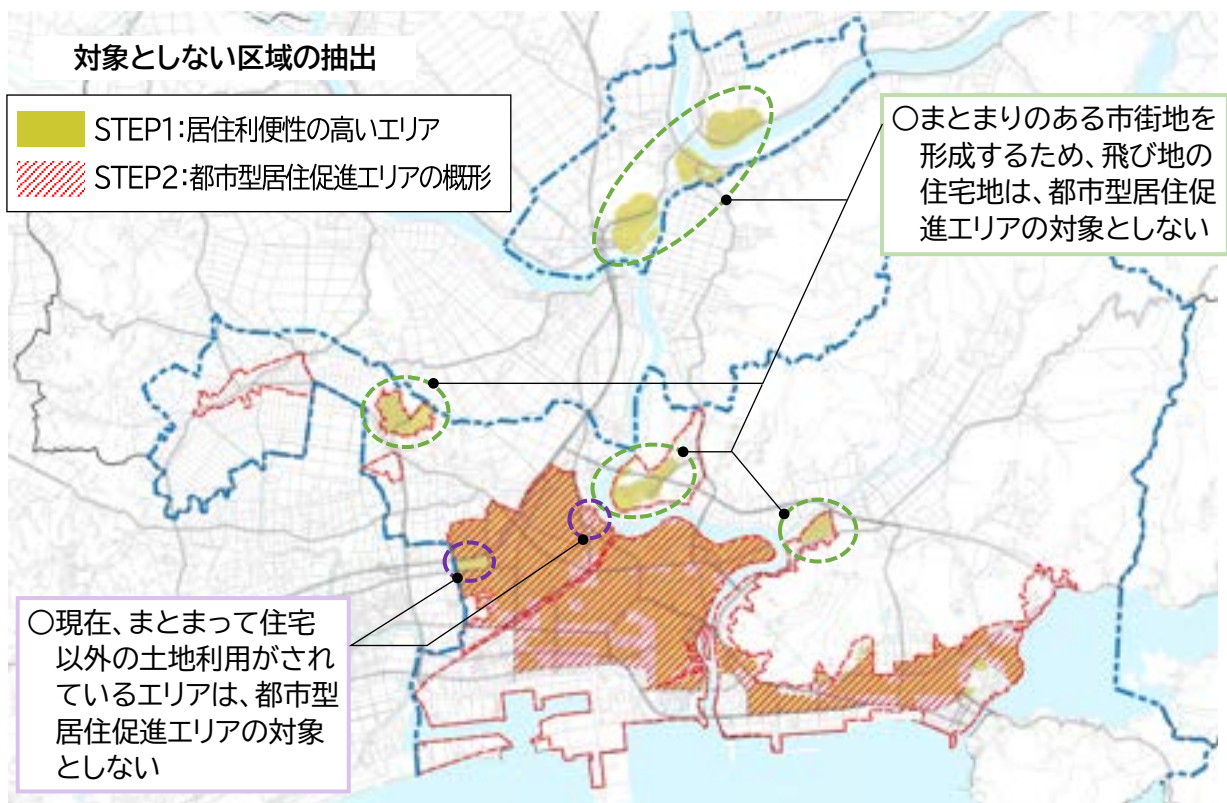 対象としない区域の抽出
STEP1:居住利便性の高いエリア
STEP2:都市型居住促進エリアの概形
○まとまりのある市街地を
形成するため、飛び地の
住宅地は、都市型居住促
進エリアの対象としない
○現在、まとまって住宅
以外の土地利用がされ
ているエリアは、都市型
居住促進エリアの対象
としない